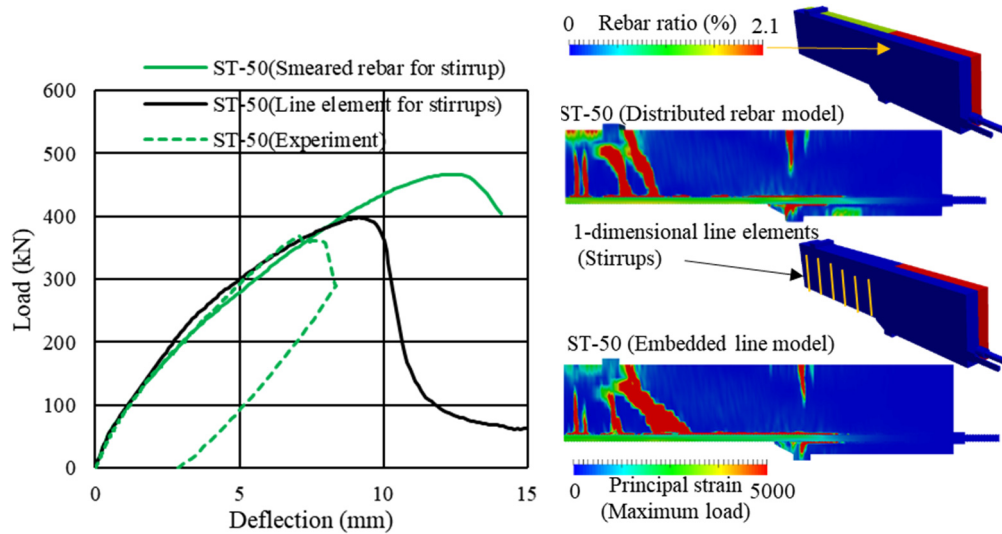 ST-50(Smeared rebar for stirrup)
ST-50(Line element for stirrups)
ST-50(Experiment)
600
500
400
300
200
100
0
0 5 10 15
Load (kN)
Deflection (mm)
0 Rebar ratio (%) 2.1
ST-50 (Distributed rebar model)
1-dimensional line elements
(Stirrups)
ST-50 (Embedded line model)
0 Principal strain 5000
(Maximum load)